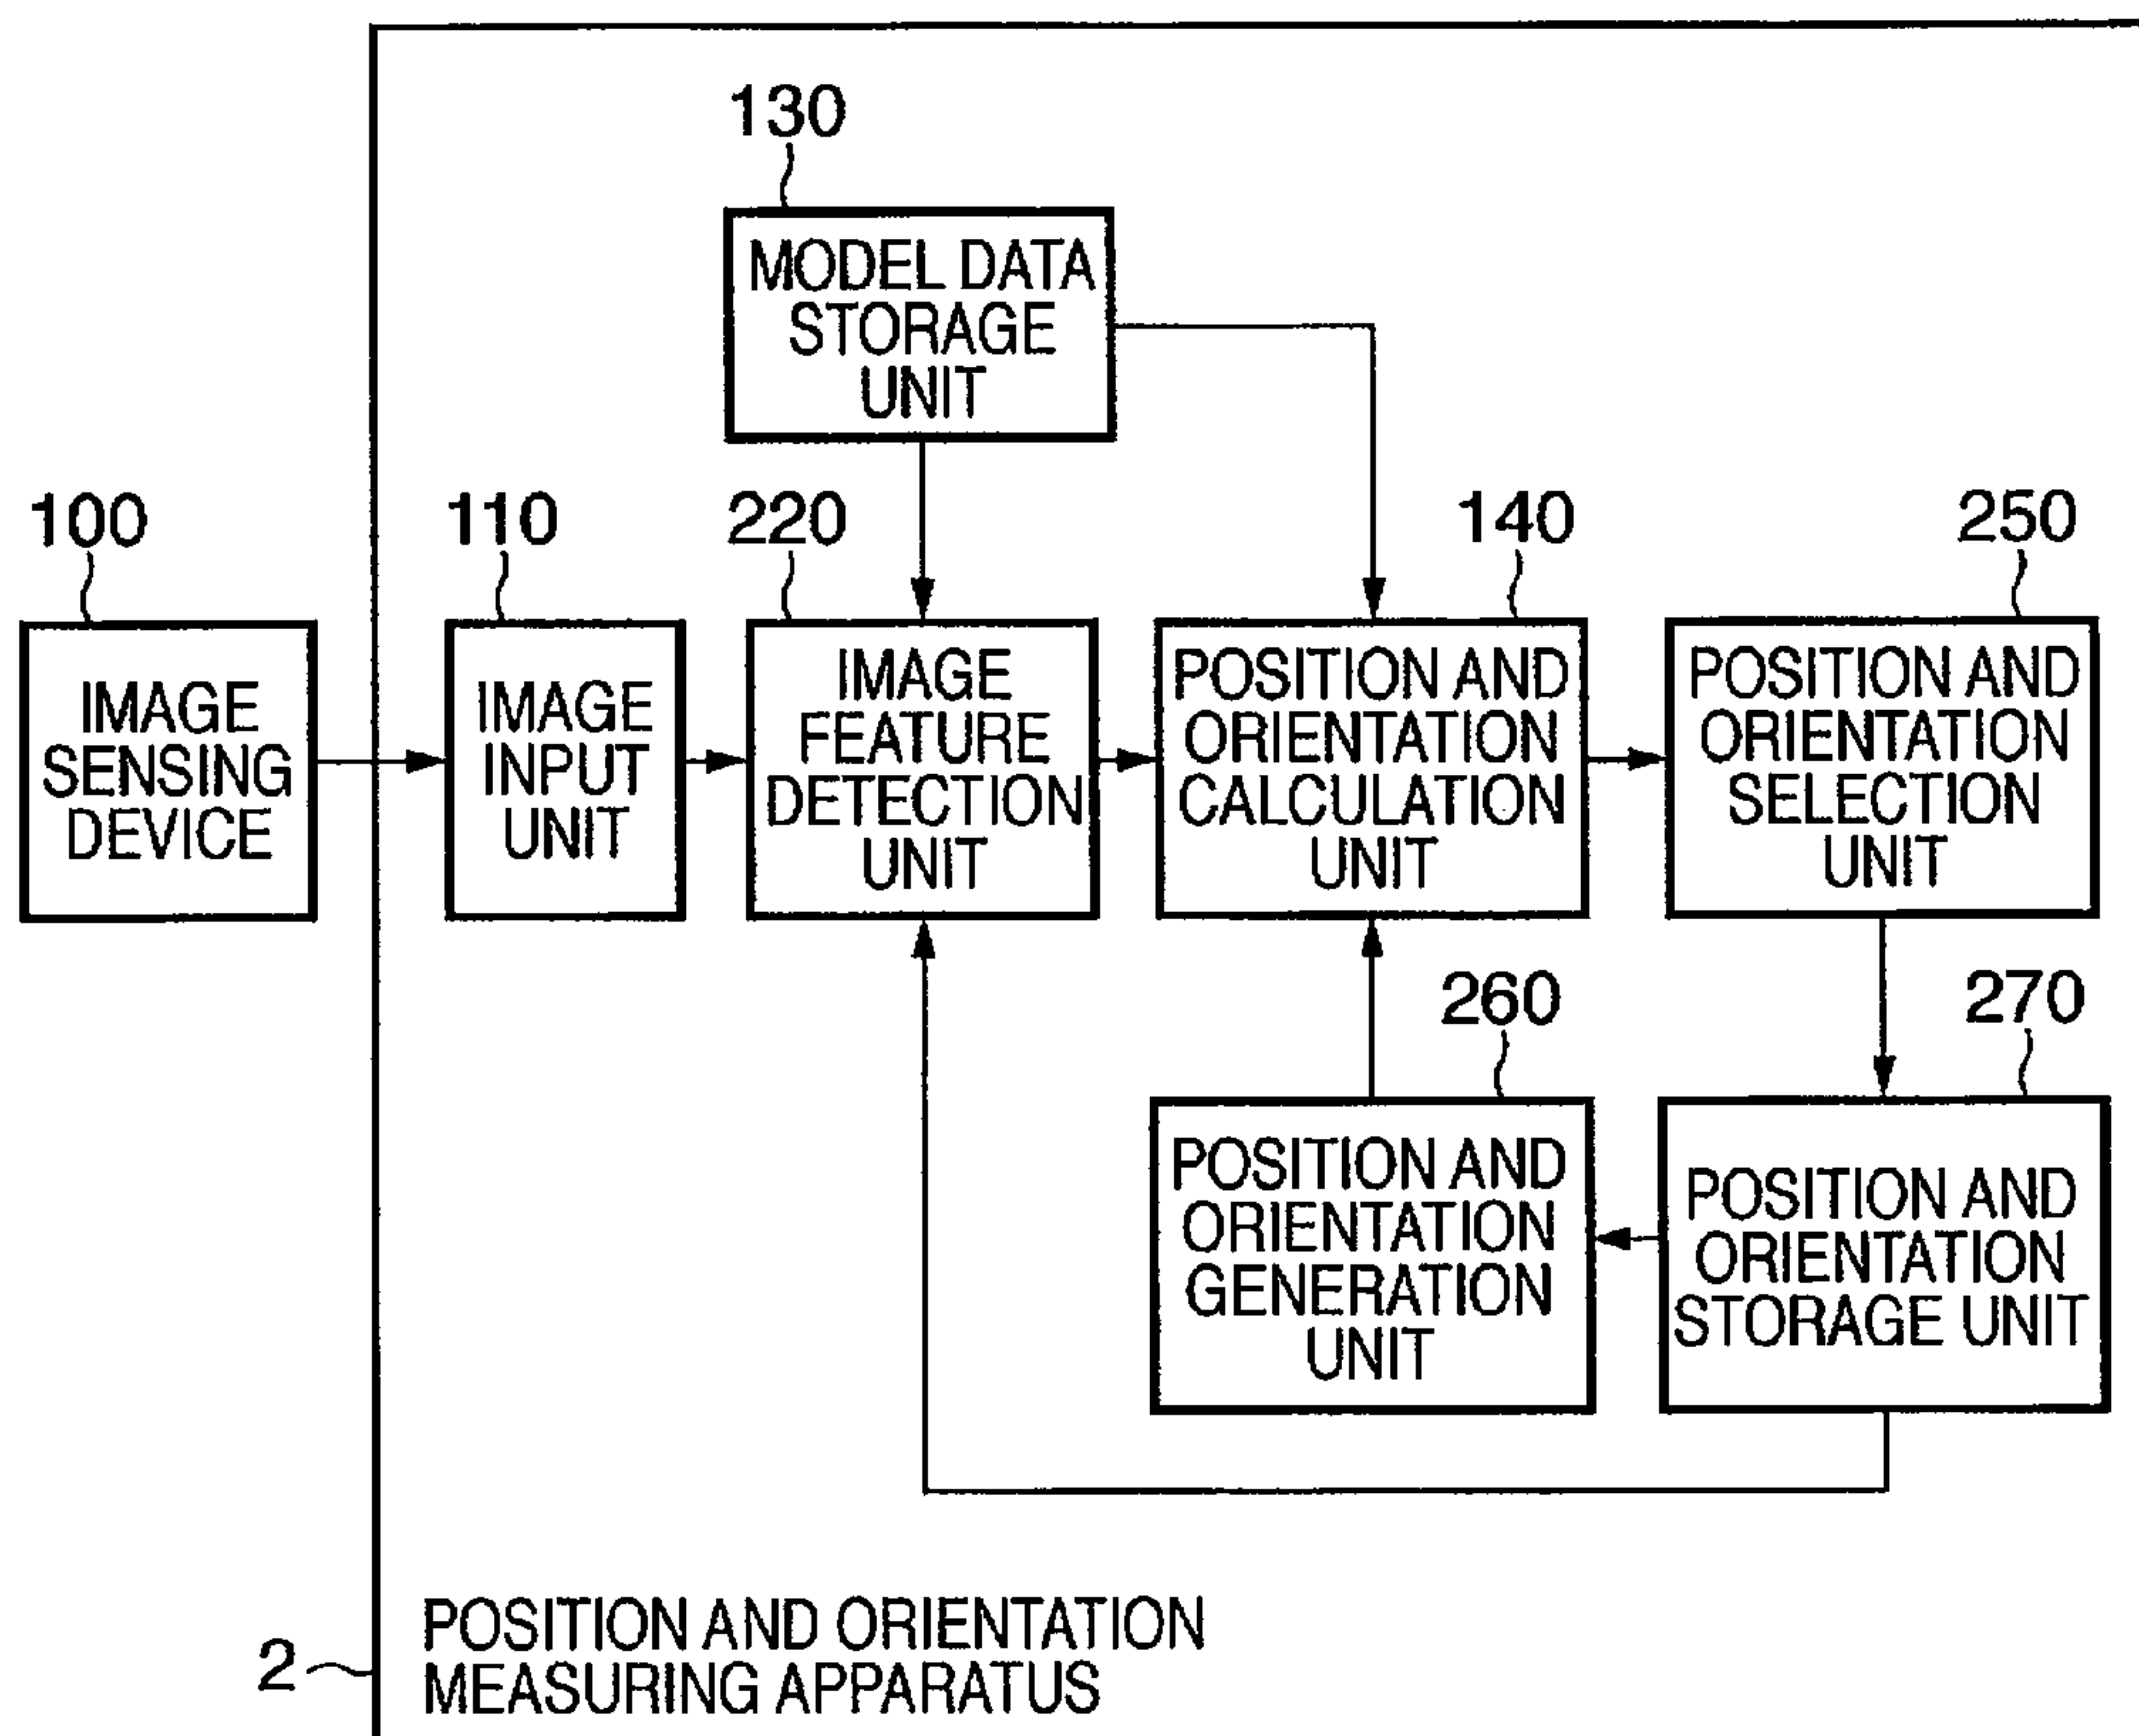 130
MODEL DATA
STORAGE
UNIT
100
110
220
140
250
IMAGE
SENSING
DEVICE
IMAGE
INPUT
UNIT
IMAGE
FEATURE
DETECTION
UNIT
POSITION AND
ORIENTATION
CALCULATION
UNIT
POSITION AND
ORIENTATION
SELECTION
UNIT
260
270
POSITION AND
ORIENTATION
GENERATION
UNIT
POSITION AND
ORIENTATION
STORAGE UNIT
2
POSITION AND ORIENTATION
MEASURING APPARATUS